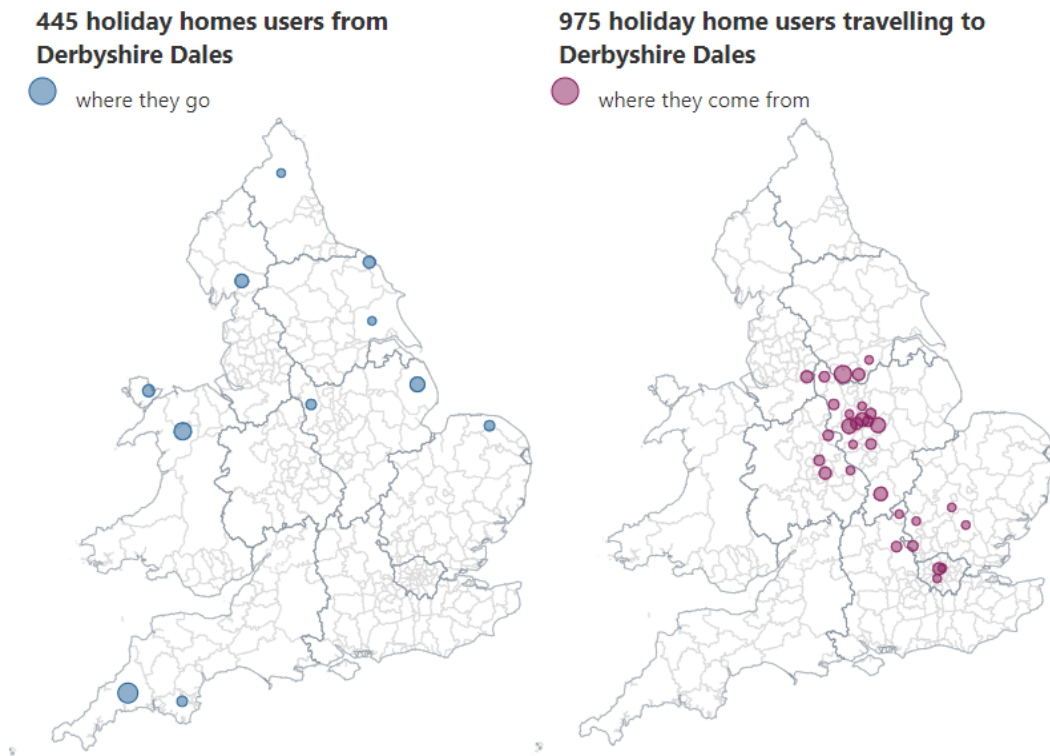 445 holiday homes users from
Derbyshire Dales
where they go
975 holiday home users travelling to
Derbyshire Dales
where they come from